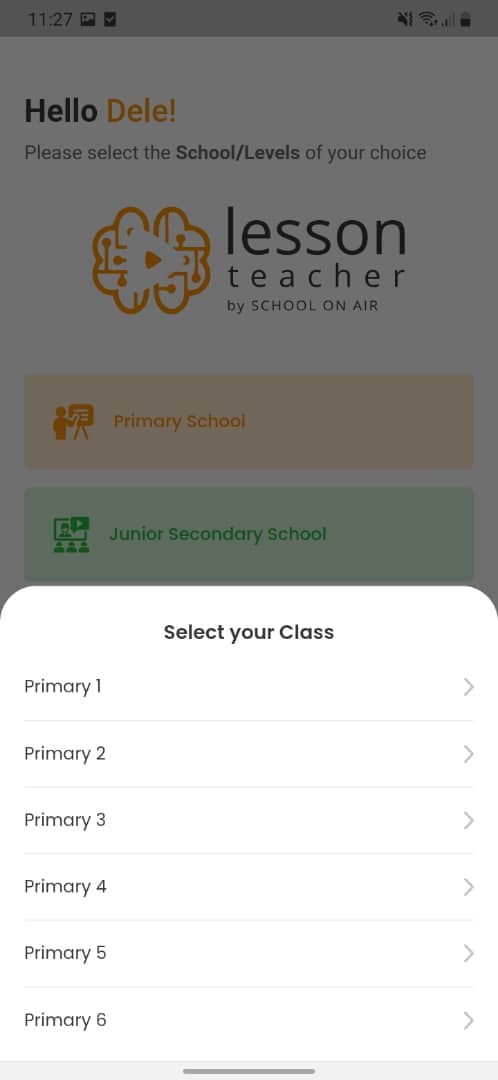 11:27
Hello Dele!
Please select the School/Levels of your choice
lesson
teacher
by SCHOOL ON AIR
Primary School
Junior Secondary School
Select your Class
Primary 1
Primary 2
Primary 3
Primary 4
Primary 5
Primary 6